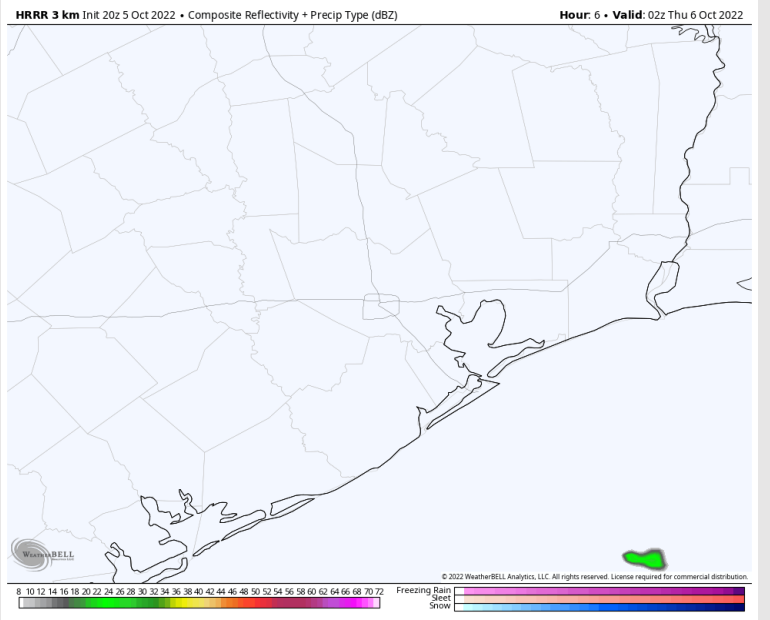 HRRR 3 km Init 20z 5 Oct 2022 • Composite Reflectivity + Precip Type (dBZ)
Hour: 6 • Valid: 02z Thu 6 Oct 2022
WeatherBELL
© 2022 WeatherBELL Analytics, LLC. All rights reserved. License required for commercial distribution.
8 10 12 14 16 18 20 22 24 26 28 30 32 34 36 38 40 42 44 46 48 50 52 54 56 58 60 62 64 66 68 70 72
Freezing Rain
Sleet
Snow